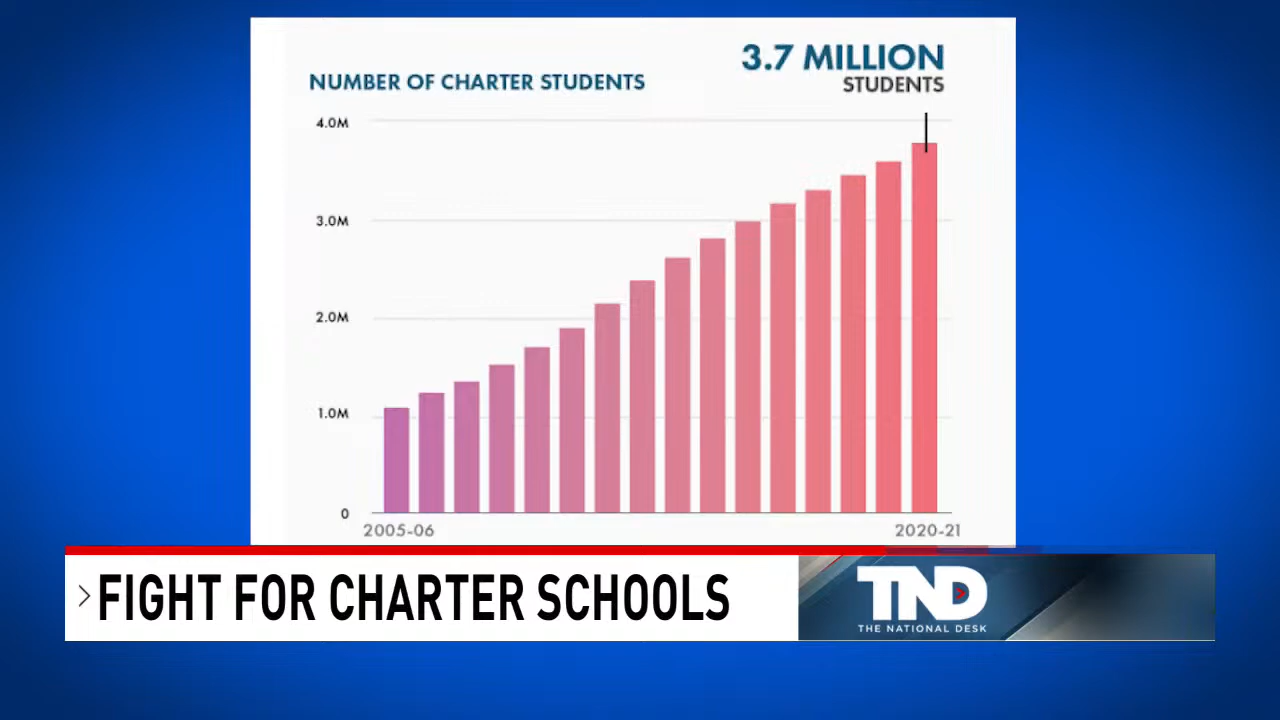 NUMBER OF CHARTER STUDENTS
3.7 MILLION
STUDENTS
4.0M
3.0M
2.0M
1.0M
0
2005-06
2020-21
FIGHT FOR CHARTER SCHOOLS
TND
THE NATIONAL DESK